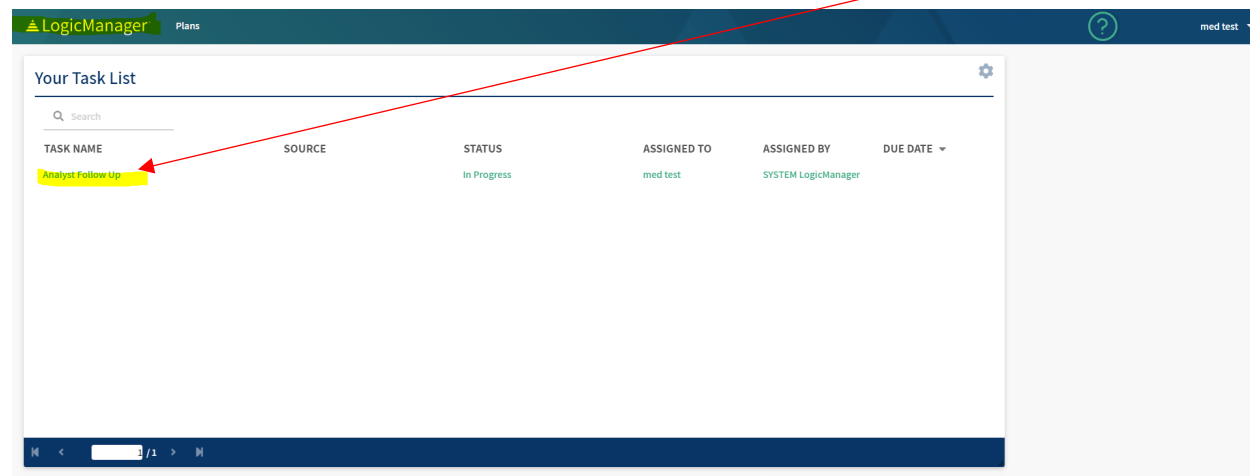 LogicManager Plans ? med test
Your Task List
Search
TASK NAME SOURCE STATUS ASSIGNED TO ASSIGNED BY DUE DATE
Analyst Follow Up In Progress med test SYSTEM LogicManager
1 /1